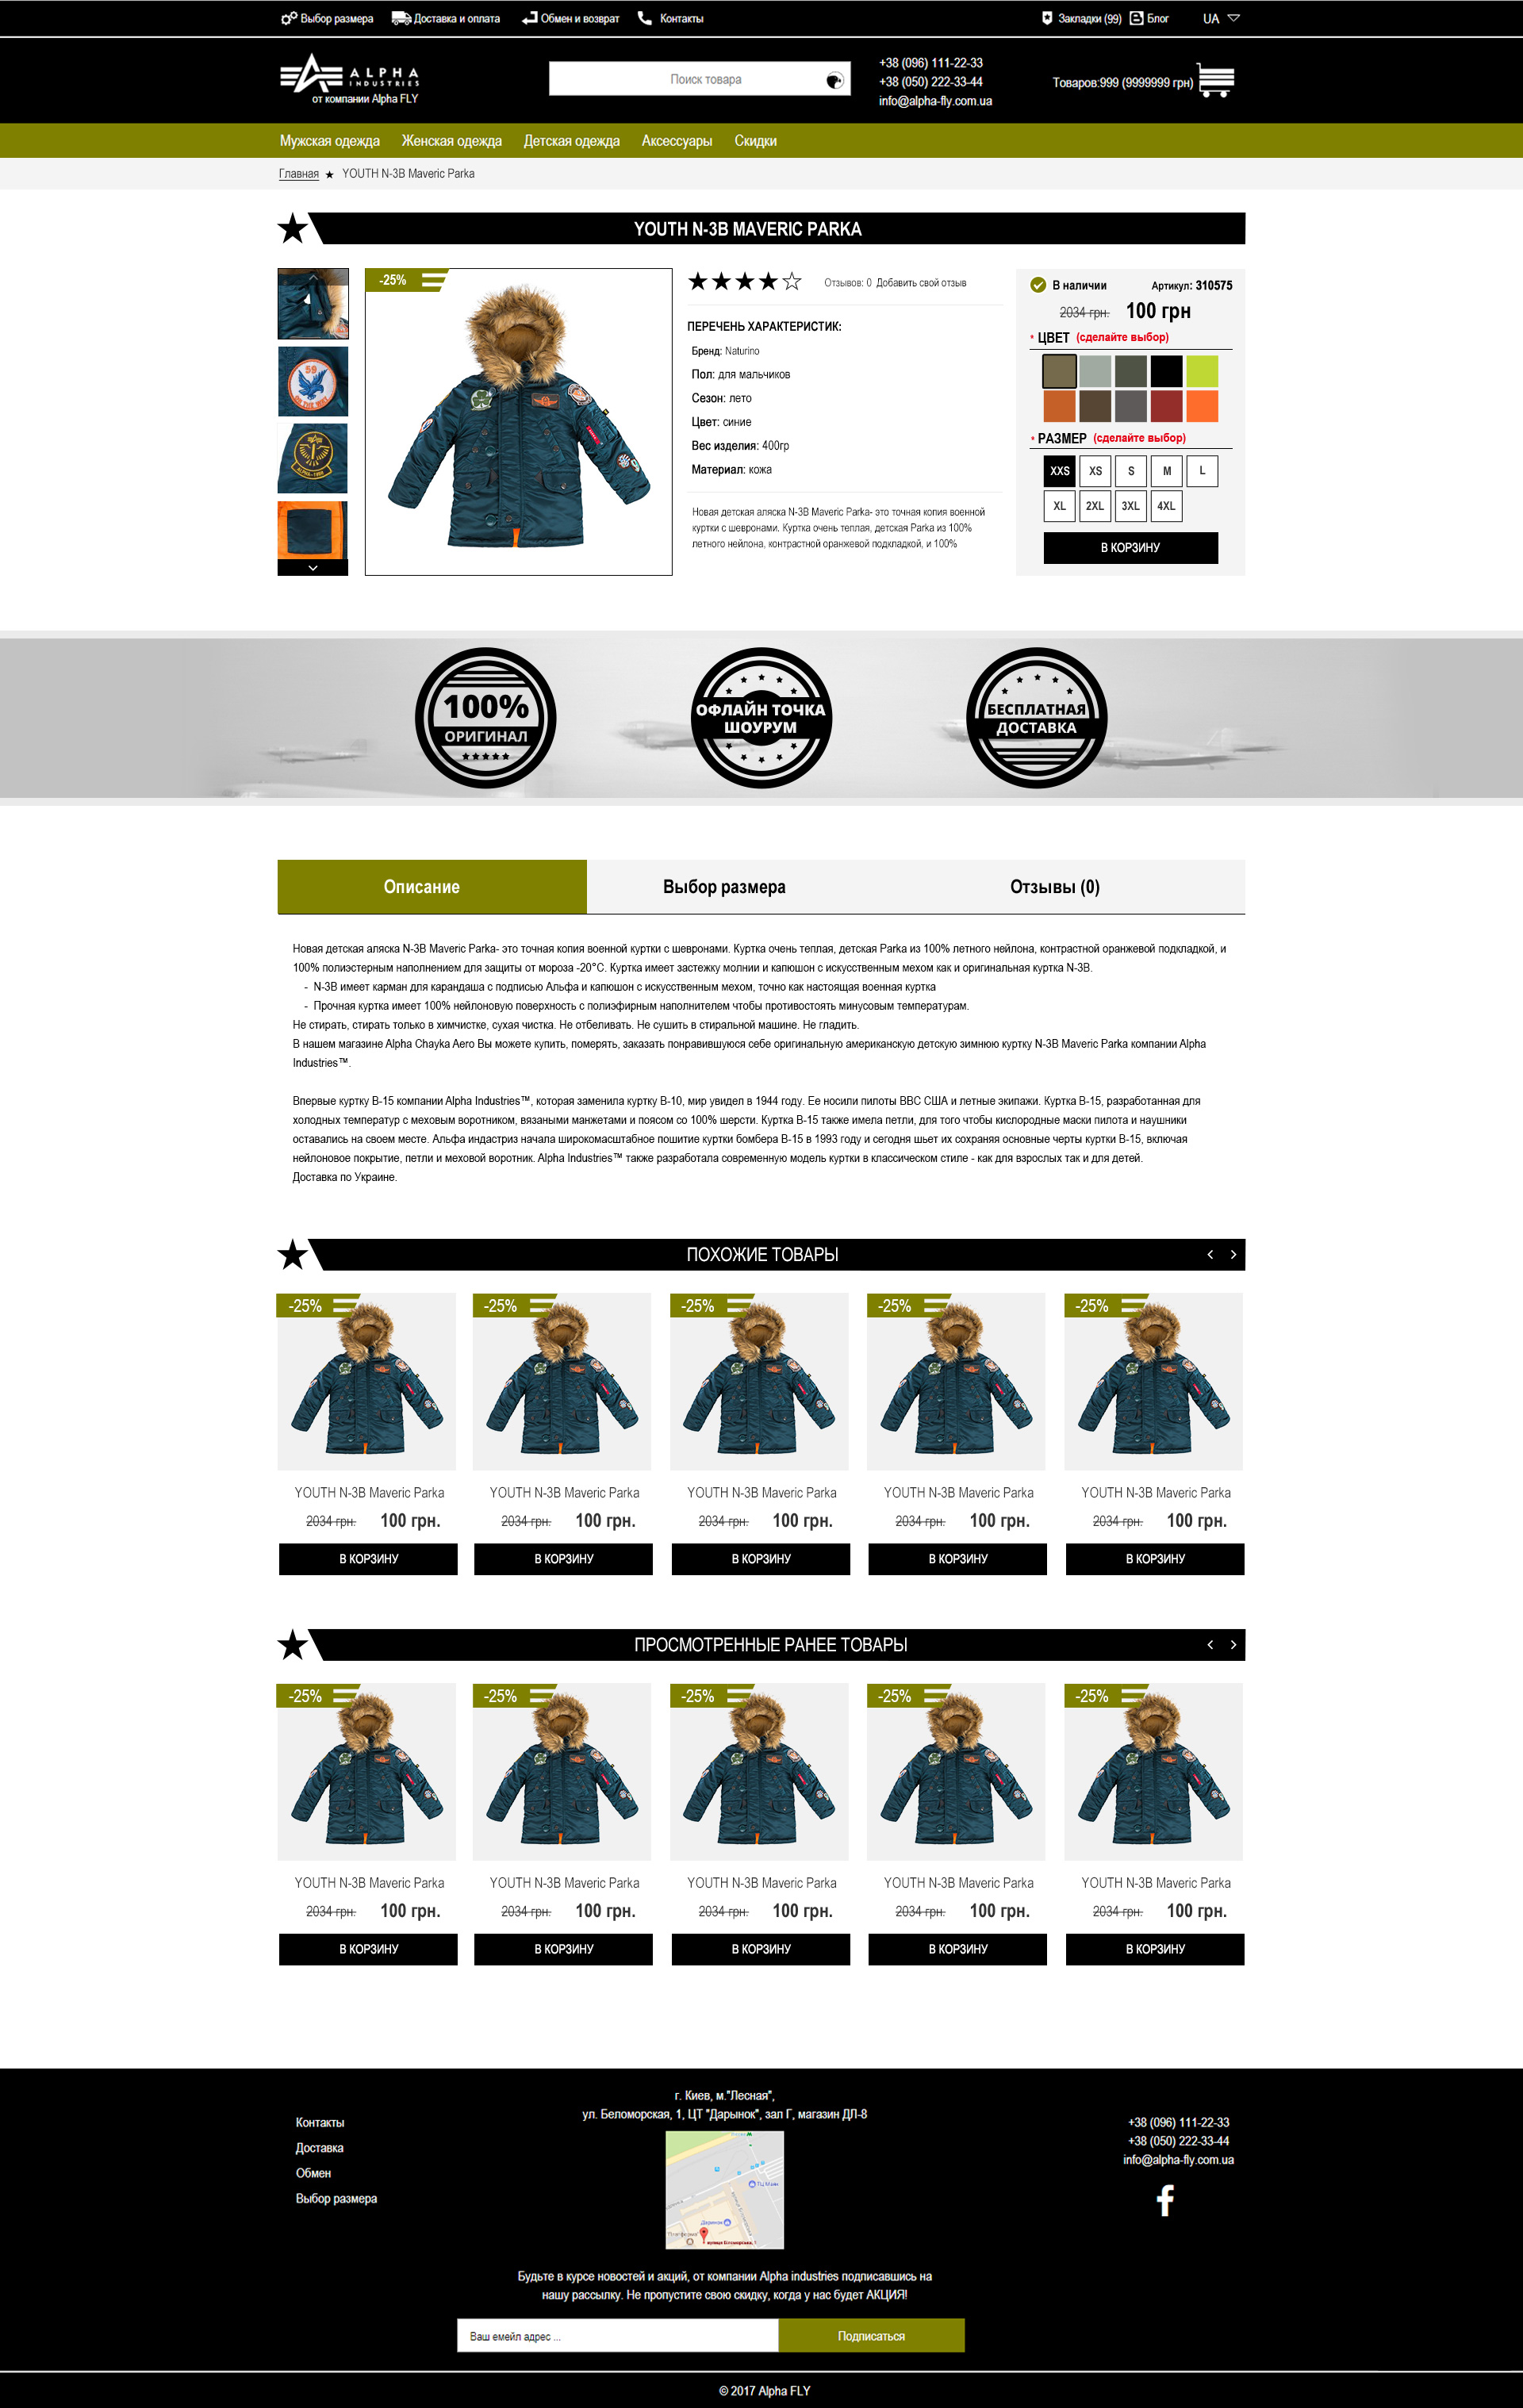 Выбор размера Доставка и оплата Обмен и возврат Контакты Закладки (99) Блог UA
ALPHA
INDUSTRIES
от компании Alpha FLY
Поиск товара
+38 (096) 111-22-33
+38 (050) 222-33-44
info@alpha-fly.com.ua
Товаров:999 (9999999 грн)
Мужская одежда Женская одежда Детская одежда Аксессуары Скидки
Главная ★ YOUTH N-3B Maveric Parka
YOUTH N-3B MAVERIC PARKA
59
-25%
Отзывов: 0 Добавить свой отзыв
ПЕРЕЧЕНЬ ХАРАКТЕРИСТИК:
Бренд: Naturino
Пол: для мальчиков
Сезон: лето
Цвет: синие
Вес изделия: 400гр
Материал: кожа
Новая детская аляска N-3B Maveric Parka- это точная копия военной
куртки с шевронами. Куртка очень теплая, детская Parka из 100%
летного нейлона, контрастной оранжевой подкладкой, и 100%
В наличии Артикул: 310575
2034 грн. 100 грн
* ЦВЕТ (сделайте выбор)
* РАЗМЕР (сделайте выбор)
XXS XS S M L
XL 2XL 3XL 4XL
В КОРЗИНУ
100%
ОРИГИНАЛ
ОФЛАЙН ТОЧКА
ШОУРУМ
БЕСПЛАТНАЯ
ДОСТАВКА
Описание Выбор размера Отзывы (0)
Новая детская аляска N-3B Maveric Parka- это точная копия военной куртки с шевронами. Куртка очень теплая, детская Parka из 100% летного нейлона, контрастной оранжевой подкладкой, и
100% полиэстерным наполнением для защиты от мороза -20°C. Куртка имеет застежку молнии и капюшон с искусственным мехом как и оригинальная куртка N-3B.
- N-3B имеет карман для карандаша с подписью Альфа и капюшон с искусственным мехом, точно как настоящая военная куртка
- Прочная куртка имеет 100% нейлоновую поверхность с полиэфирным наполнителем чтобы противостоять минусовым температурам.
Не стирать, стирать только в химчистке, сухая чистка. Не отбеливать. Не сушить в стиральной машине. Не гладить.
В нашем магазине Alpha Chayka Aero Вы можете купить, померять, заказать понравившуюся себе оригинальную американскую детскую зимнюю куртку N-3B Maveric Parka компании Alpha
Industries™.
Впервые куртку B-15 компании Alpha Industries™, которая заменила куртку B-10, мир увидел в 1944 году. Ее носили пилоты ВВС США и летные экипажи. Куртка B-15, разработанная для
холодных температур с меховым воротником, вязаными манжетами и поясом со 100% шерсти. Куртка B-15 также имела петли, для того чтобы кислородные маски пилота и наушники
оставались на своем месте. Альфа индастриз начала широкомасштабное пошитие куртки бомбера B-15 в 1993 году и сегодня шьет их сохраняя основные черты куртки B-15, включая
нейлоновое покрытие, петли и меховой воротник. Alpha Industries™ также разработала современную модель куртки в классическом стиле - как для взрослых так и для детей.
Доставка по Украине.
ПОХОЖИЕ ТОВАРЫ
-25% -25% -25% -25% -25%
YOUTH N-3B Maveric Parka YOUTH N-3B Maveric Parka YOUTH N-3B Maveric Parka YOUTH N-3B Maveric Parka YOUTH N-3B Maveric Parka
2034 грн. 100 грн. 2034 грн. 100 грн. 2034 грн. 100 грн. 2034 грн. 100 грн. 2034 грн. 100 грн.
В КОРЗИНУ В КОРЗИНУ В КОРЗИНУ В КОРЗИНУ В КОРЗИНУ
ПРОСМОТРЕННЫЕ РАНЕЕ ТОВАРЫ
-25% -25% -25% -25% -25%
YOUTH N-3B Maveric Parka YOUTH N-3B Maveric Parka YOUTH N-3B Maveric Parka YOUTH N-3B Maveric Parka YOUTH N-3B Maveric Parka
2034 грн. 100 грн. 2034 грн. 100 грн. 2034 грн. 100 грн. 2034 грн. 100 грн. 2034 грн. 100 грн.
В КОРЗИНУ В КОРЗИНУ В КОРЗИНУ В КОРЗИНУ В КОРЗИНУ
Контакты
Доставка
Обмен
Выбор размера
г. Киев, м."Лесная",
ул. Беломорская, 1, ЦТ "Дарынок", зал Г, магазин ДЛ-8
+38 (096) 111-22-33
+38 (050) 222-33-44
info@alpha-fly.com.ua
Будьте в курсе новостей и акций, от компании Alpha industries подписавшись на
нашу рассылку. Не пропустите свою скидку, когда у нас будет АКЦИЯ!
Ваш емейл адрес ... Подписаться
© 2017 Alpha FLY